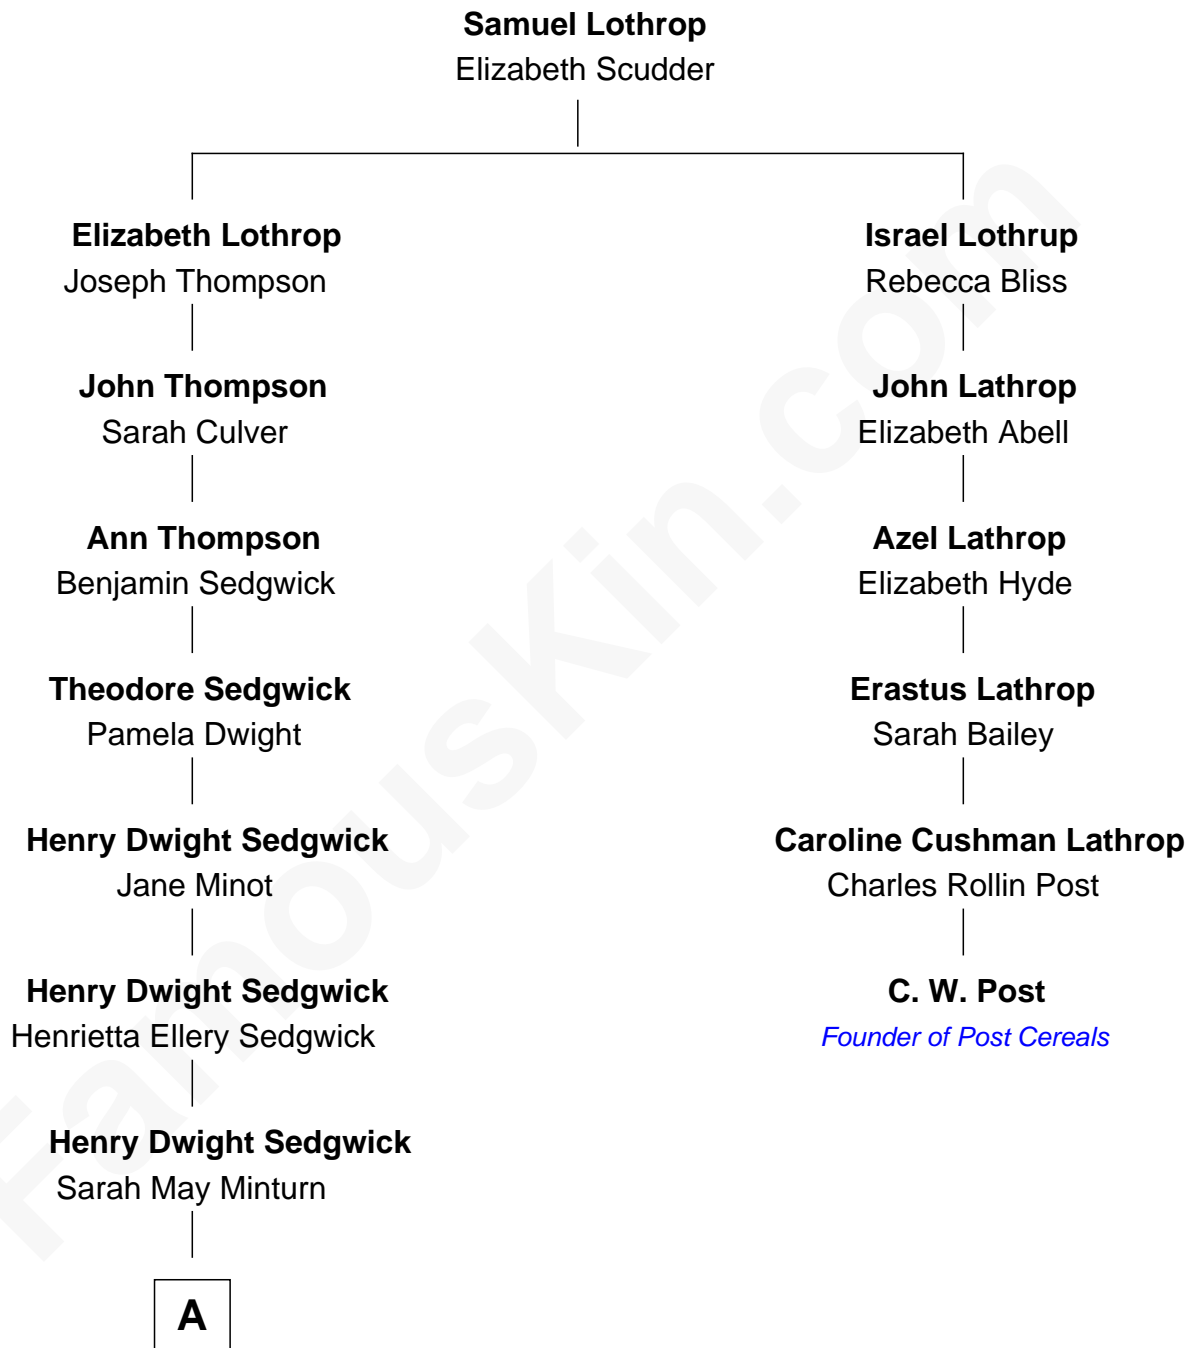 Samuel Lothrop
Elizabeth Scudder
Elizabeth Lothrop
Joseph Thompson
Israel Lothrup
Rebecca Bliss
John Thompson
Sarah Culver
John Lathrop
Elizabeth Abell
Ann Thompson
Benjamin Sedgwick
Azel Lathrop
Elizabeth Hyde
Theodore Sedgwick
Pamela Dwight
Erastus Lathrop
Sarah Bailey
Henry Dwight Sedgwick
Jane Minot
Caroline Cushman Lathrop
Charles Rollin Post
Henry Dwight Sedgwick
Henrietta Ellery Sedgwick
C. W. Post
Founder of Post Cereals
Henry Dwight Sedgwick
Sarah May Minturn
A
FamousKin.com